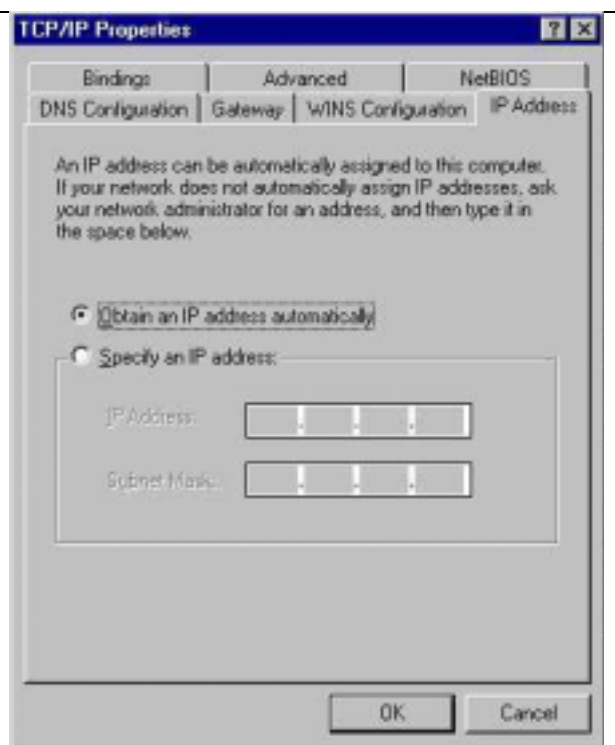 TCP/IP Properties
? X
Bindings Advanced NetBIOS
DNS Configuration Gateway WINS Configuration IP Address
An IP address can be automatically assigned to this computer.
If your network does not automatically assign IP addresses, ask
your network administrator for an address, and then type it in
the space below.
Obtain an IP address automatically
Specify an IP address:
IP Address:
. . .
Subnet Mask:
. . .
OK Cancel